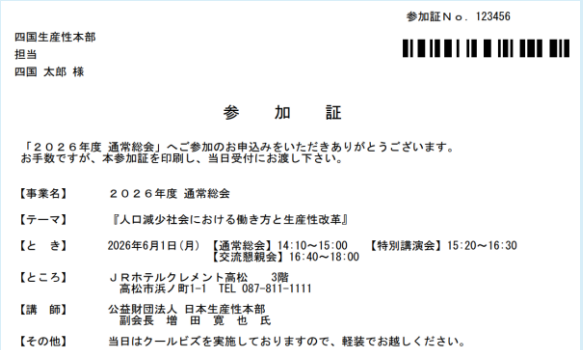 参加証Ｎｏ. 123456
四国生産性本部
担当
四国 太郎 様
参　加　証
「２０２６年度 通常総会」へご参加のお申込みをいただきありがとうございます。
お手数ですが、本参加証を印刷し、当日受付にお渡し下さい。
【事業名】　２０２６年度 通常総会
【テーマ】　『人口減少社会における働き方と生産性改革』
【と　き】　2026年6月1日(月) 【通常総会】14:10～15:00　【特別講演会】15:20～16:30
【交流懇親会】16:40～18:00
【ところ】　ＪＲホテルクレメント高松　3階
高松市浜ノ町1-1 TEL 087-811-1111
【講　師】　公益財団法人 日本生産性本部
副会長　増　田　寛　也　氏
【その他】　当日はクールビズを実施しておりますので、軽装でお越しください。